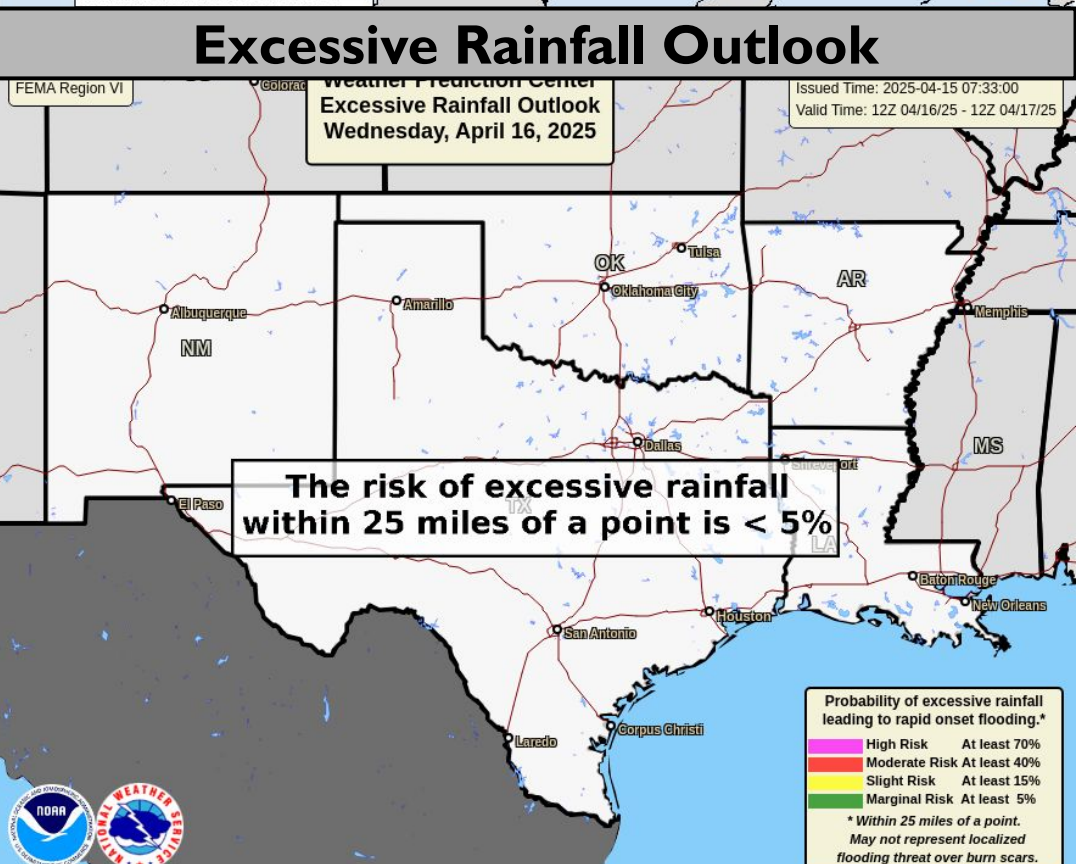 Excessive Rainfall Outlook
FEMA Region VI
Colorad
Weather Prediction Center
Excessive Rainfall Outlook
Wednesday, April 16, 2025
Issued Time: 2025-04-15 07:33:00
Valid Time: 12Z 04/16/25 - 12Z 04/17/25
Tulsa
OK
Oklahoma City
AR
Amarillo
Albuquerque
Memphis
NM
Dallas
MS
Shreveport
The risk of excessive rainfall
within 25 miles of a point is < 5%
El Paso
TX
LA
Baton Rouge
New Orleans
Houston
San Antonio
Corpus Christi
Laredo
Probability of excessive rainfall
leading to rapid onset flooding.*
High Risk At least 70%
Moderate Risk At least 40%
Slight Risk At least 15%
Marginal Risk At least 5%
* Within 25 miles of a point.
May not represent localized
flooding threat over burn scars.
NOAA
NATIONAL WEATHER SERVICE